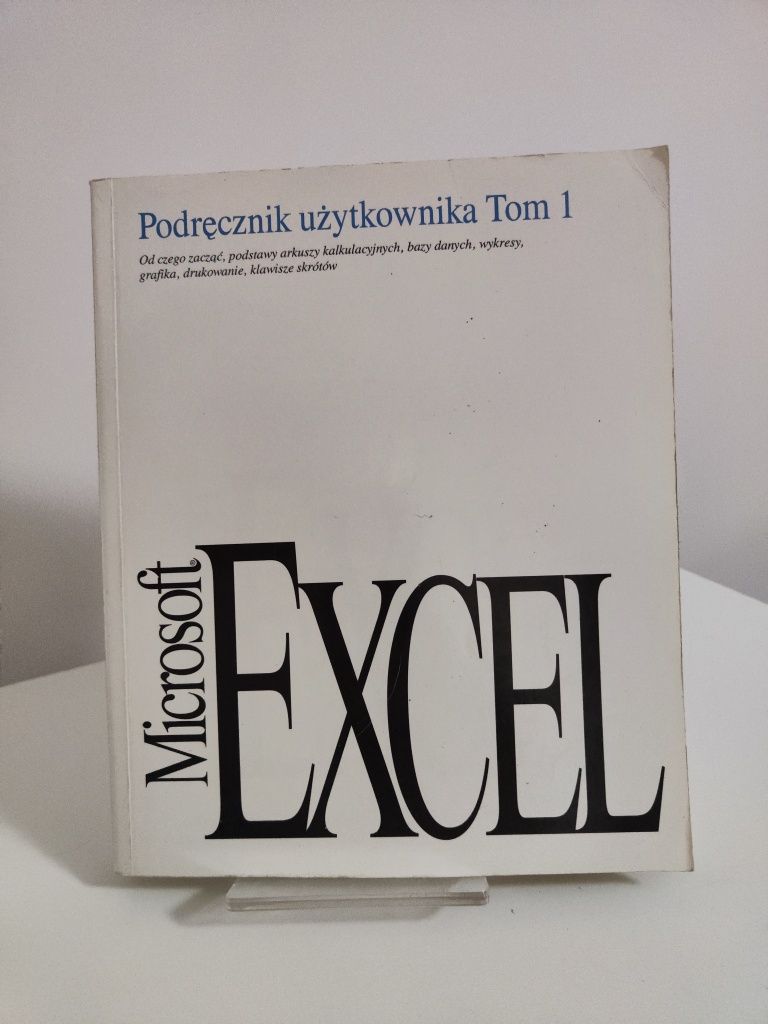 Podręcznik użytkownika Tom 1
Od czego zacząć, podstawy arkuszy kalkulacyjnych, bazy danych, wykresy,
grafika, drukowanie, klawisze skrótów
Microsoft®
EXCEL